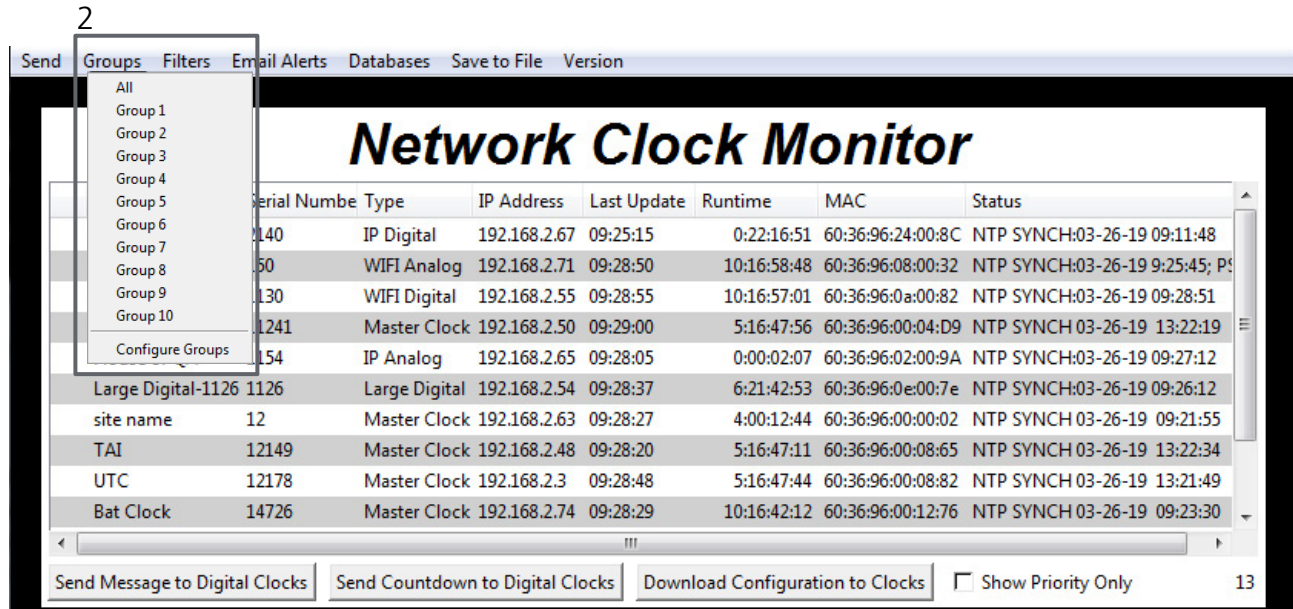 2
Send Groups Filters Email Alerts Databases Save to File Version
All
Group 1
Group 2
Group 3
Group 4
Group 5
Group 6
Group 7
Group 8
Group 9
Group 10
Configure Groups
Network Clock Monitor
Serial Numbe Type IP Address Last Update Runtime MAC Status
2140 IP Digital 192.168.2.67 09:25:15 0:22:16:51 60:36:96:24:00:8C NTP SYNCH:03-26-19 09:11:48
50 WIFI Analog 192.168.2.71 09:28:50 10:16:58:48 60:36:96:08:00:32 NTP SYNCH:03-26-19 9:25:45; PS
130 WIFI Digital 192.168.2.55 09:28:55 10:16:57:01 60:36:96:0a:00:82 NTP SYNCH:03-26-19 09:28:51
1241 Master Clock 192.168.2.50 09:29:00 5:16:47:56 60:36:96:00:04:D9 NTP SYNCH 03-26-19 13:22:19
154 IP Analog 192.168.2.65 09:28:05 0:00:02:07 60:36:96:02:00:9A NTP SYNCH:03-26-19 09:27:12
Large Digital-1126 1126 Large Digital 192.168.2.54 09:28:37 6:21:42:53 60:36:96:0e:00:7e NTP SYNCH:03-26-19 09:26:12
site name 12 Master Clock 192.168.2.63 09:28:27 4:00:12:44 60:36:96:00:00:02 NTP SYNCH 03-26-19 09:21:55
TAI 12149 Master Clock 192.168.2.48 09:28:20 5:16:47:11 60:36:96:00:08:65 NTP SYNCH 03-26-19 13:22:34
UTC 12178 Master Clock 192.168.2.3 09:28:48 5:16:47:44 60:36:96:00:08:82 NTP SYNCH 03-26-19 13:21:49
Bat Clock 14726 Master Clock 192.168.2.74 09:28:29 10:16:42:12 60:36:96:00:12:76 NTP SYNCH 03-26-19 09:23:30
Send Message to Digital Clocks Send Countdown to Digital Clocks Download Configuration to Clocks Show Priority Only 13